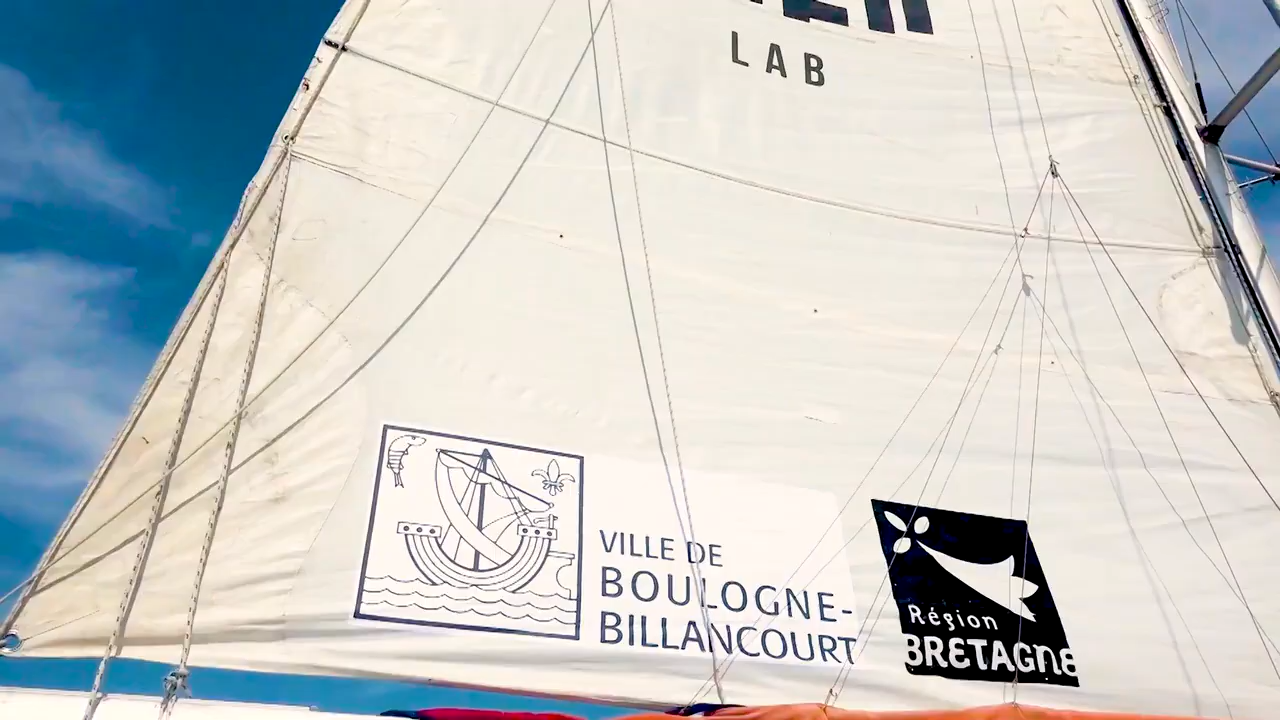 LAB
VILLE DE
BOULOGNE-
BILLANCOURT
Région
BRETAGNE